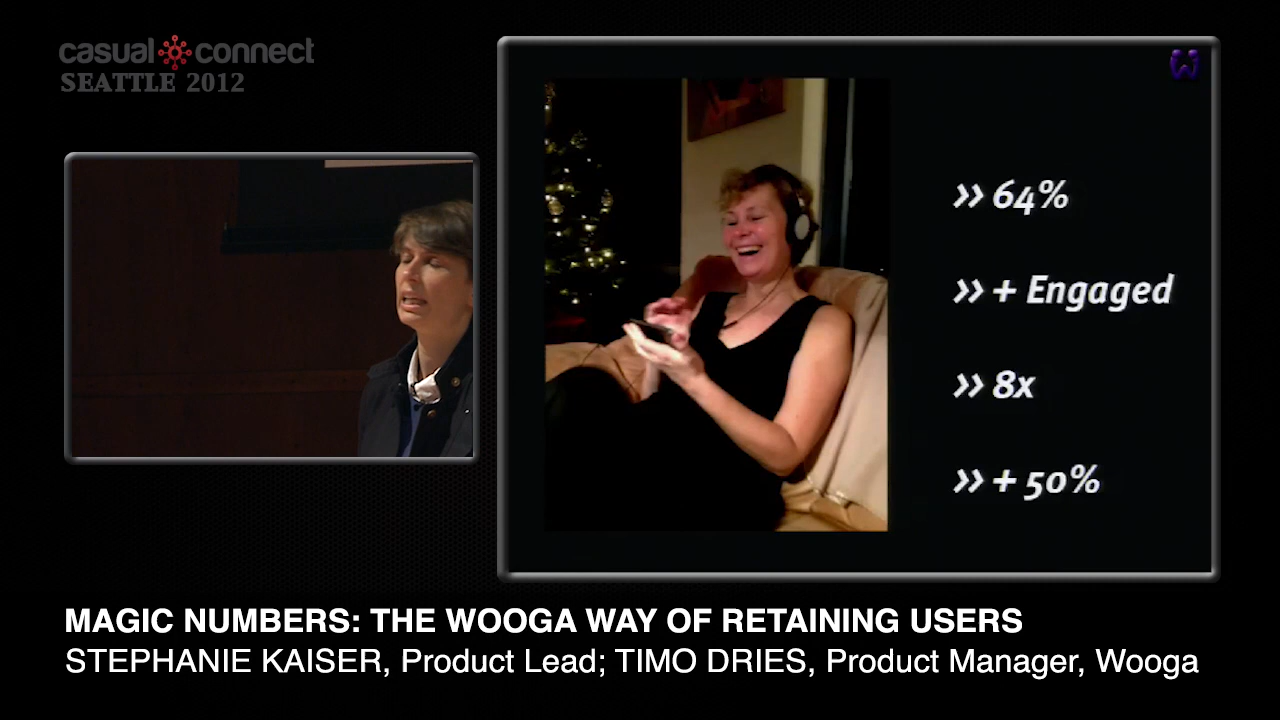 casual connect
SEATTLE 2012
›› 64%
›› + Engaged
›› 8x
›› + 50%
MAGIC NUMBERS: THE WOOGA WAY OF RETAINING USERS
STEPHANIE KAISER, Product Lead; TIMO DRIES, Product Manager, Wooga